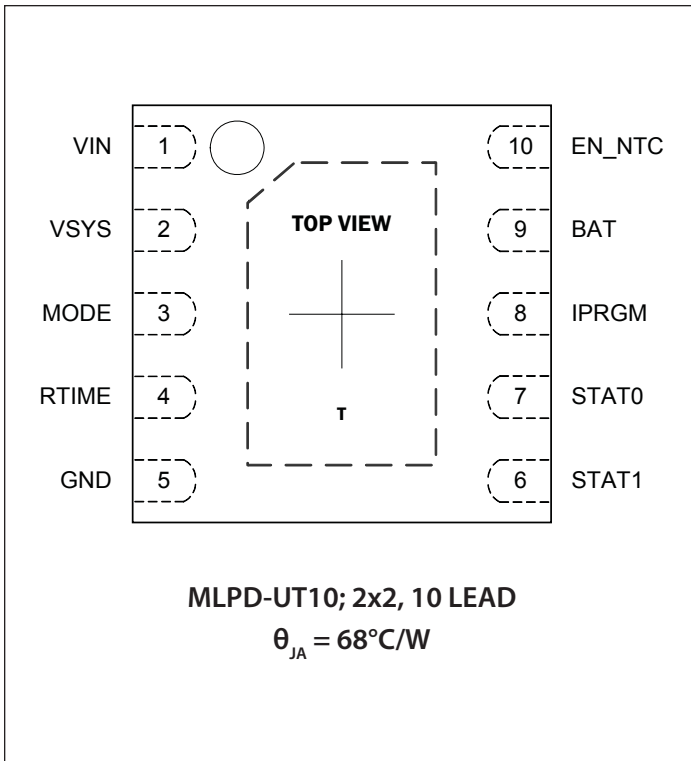 VIN 1 10 EN_NTC
VSYS 2 TOP VIEW 9 BAT
MODE 3 8 IPRGM
RTIME 4 T 7 STAT0
GND 5 6 STAT1
MLPD-UT10; 2x2, 10 LEAD
θJA = 68°C/W